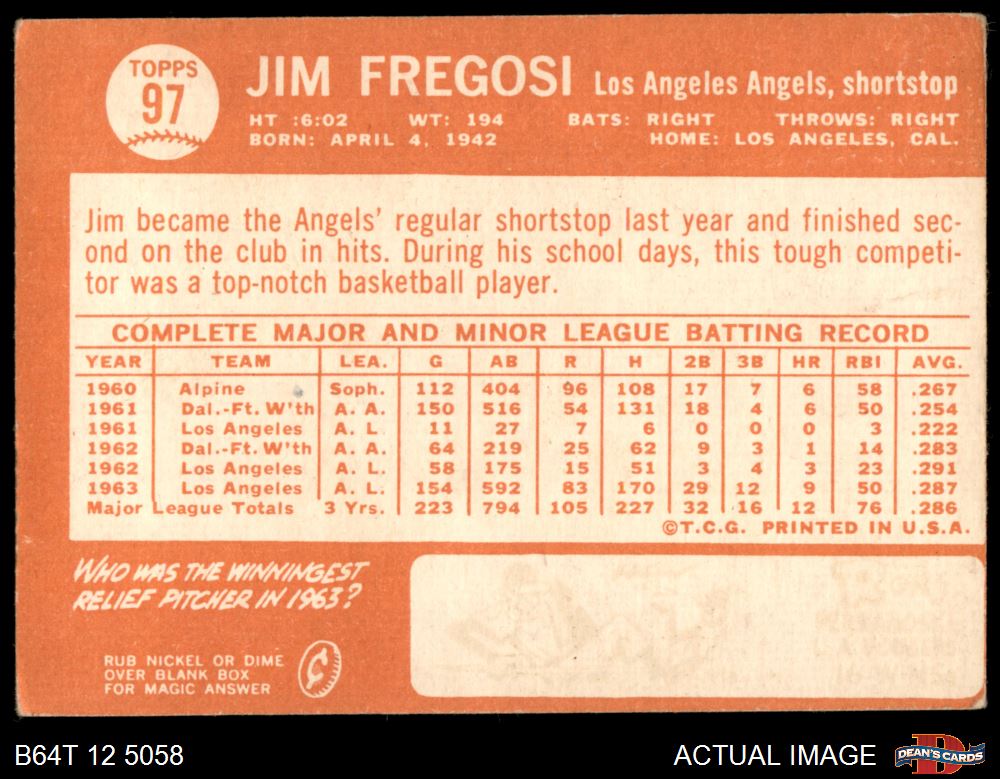 TOPPS
97
JIM FREGOSI Los Angeles Angels, shortstop
HT :6:02 WT: 194 BATS: RIGHT THROWS: RIGHT
BORN: APRIL 4, 1942 HOME: LOS ANGELES, CAL.
Jim became the Angels' regular shortstop last year and finished sec-
ond on the club in hits. During his school days, this tough competi-
tor was a top-notch basketball player.
COMPLETE MAJOR AND MINOR LEAGUE BATTING RECORD
YEAR TEAM LEA. G AB R H 2B 3B HR RBI AVG.
1960 Alpine Soph. 112 404 96 108 17 7 6 58 .267
1961 Dal.-Ft. W'th A. A. 150 516 54 131 18 4 6 50 .254
1961 Los Angeles A. L. 11 27 7 6 0 0 0 3 .222
1962 Dal.-Ft. W'th A. A. 64 219 25 62 9 3 1 14 .283
1962 Los Angeles A. L. 58 175 15 51 3 4 3 23 .291
1963 Los Angeles A. L. 154 592 83 170 29 12 9 50 .287
Major League Totals 3 Yrs. 223 794 105 227 32 16 12 76 .286
©T.C.G. PRINTED IN U.S.A.
WHO WAS THE WINNINGEST
RELIEF PITCHER IN 1963?
RUB NICKEL OR DIME
OVER BLANK BOX
FOR MAGIC ANSWER
B64T 12 5058 ACTUAL IMAGE DEAN'S CARDS